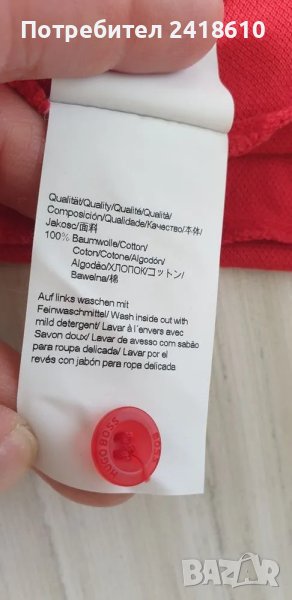 Потребител 2418610
Qualität/Quality/Qualité/Qualità/
Composición/Qualidade/Качество/本体/
Jakosc/面料
100% Baumwolle/Cotton/
Coton/Cotone/Algodón/
Algodão/ХЛОПОК/コットン/
Bawełna/棉
Auf links waschen mit
Feinwaschmittel/ Wash inside out with
mild detergent/ Lavar à l´envers avec
Savon doux/ Lavar de avesso com sabão
para roupa delicada/ Lavar por el
revés con jabón para ropa delicada
HUGO BOSS
BOSS
BAZAR